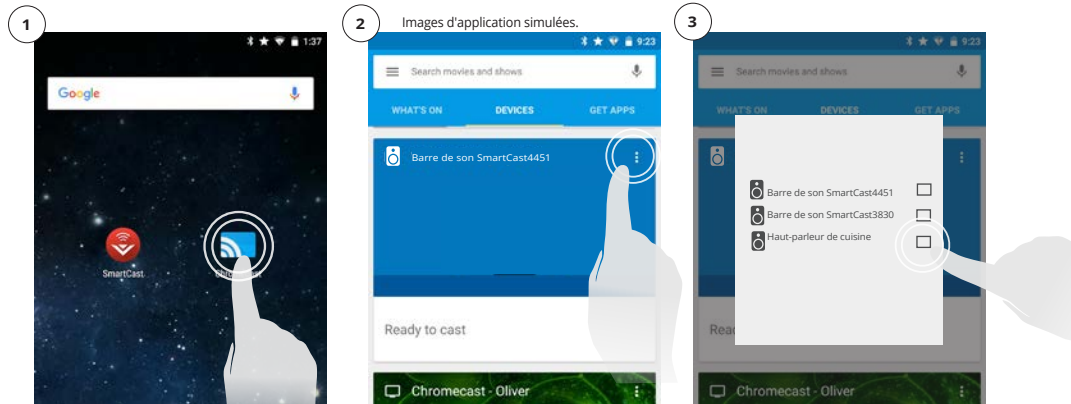 1
1:37
Google
SmartCast
Chromecast
2
Images d'application simulées.
9:23
Search movies and shows
WHAT'S ON
DEVICES
GET APPS
Barre de son SmartCast4451
Ready to cast
Chromecast - Oliver
3
9:23
Search movies and shows
WHAT'S ON
DEVICES
GET APPS
Barre de son SmartCast4451
Barre de son SmartCast3830
Haut-parleur de cuisine
Chromecast - Oliver